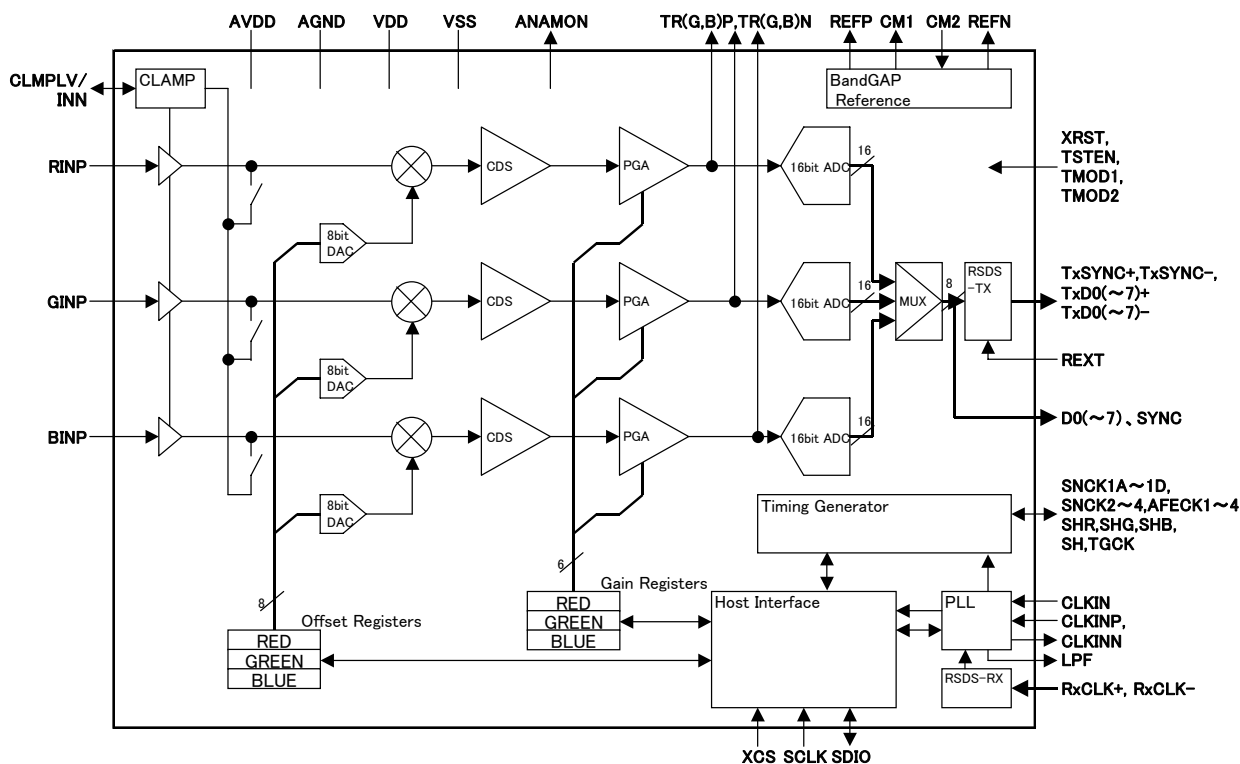 AVDD AGND VDD VSS ANAMON TR(G,B)P,TR(G,B)N REFP CM1 CM2 REFN
CLMPLV/
INN
CLAMP
BandGAP
Reference
RINP
CDS
PGA
16bit ADC
16
XRST,
TSTEN,
TMOD1,
TMOD2
8bit
DAC
GINP
CDS
PGA
16bit ADC
16
MUX
8
RSDS
-TX
TxSYNC+,TxSYNC-,
TxD0(~7)+
TxD0(~7)-
REXT
8bit
DAC
D0(~7)、SYNC
BINP
CDS
PGA
16bit ADC
16
8bit
DAC
Timing Generator
SNCK1A~1D,
SNCK2~4,AFECK1~4
SHR,SHG,SHB,
SH,TGCK
6
Gain Registers
RED
GREEN
BLUE
8
Offset Registers
RED
GREEN
BLUE
Host Interface
PLL
CLKIN
CLKINP,
CLKINN
LPF
RSDS-RX
RxCLK+, RxCLK-
XCS SCLK SDIO